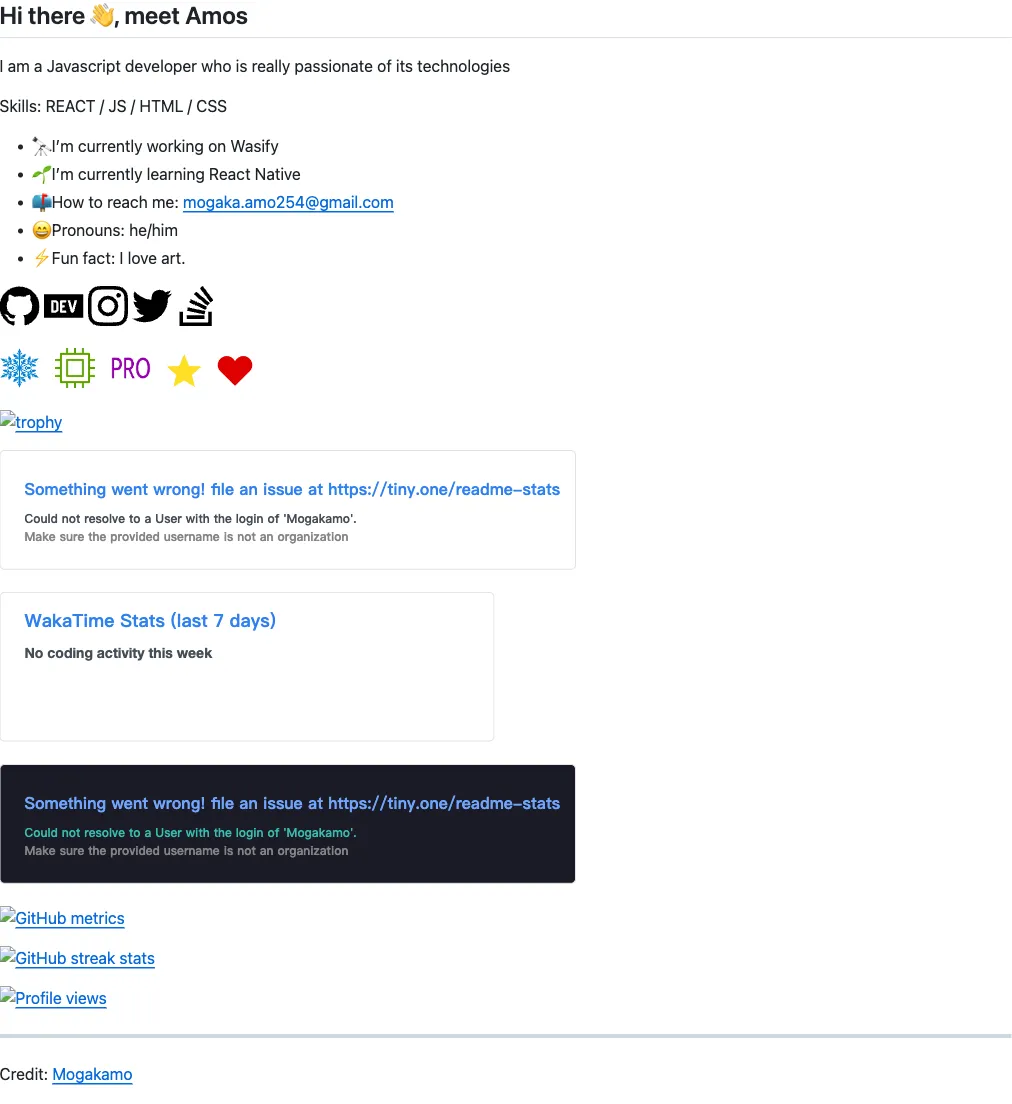 Hi there 👋, meet Amos
I am a Javascript developer who is really passionate of its technologies
Skills: REACT / JS / HTML / CSS
🔭I’m currently working on Wasify
🌱I’m currently learning React Native
📫How to reach me: mogaka.amo254@gmail.com
😄Pronouns: he/him
⚡Fun fact: I love art.
DEV
PRO
trophy
Something went wrong! file an issue at https://tiny.one/readme-stats
Could not resolve to a User with the login of 'Mogakamo'.
Make sure the provided username is not an organization
WakaTime Stats (last 7 days)
No coding activity this week
Something went wrong! file an issue at https://tiny.one/readme-stats
Could not resolve to a User with the login of 'Mogakamo'.
Make sure the provided username is not an organization
GitHub metrics
GitHub streak stats
Profile views
Credit: Mogakamo